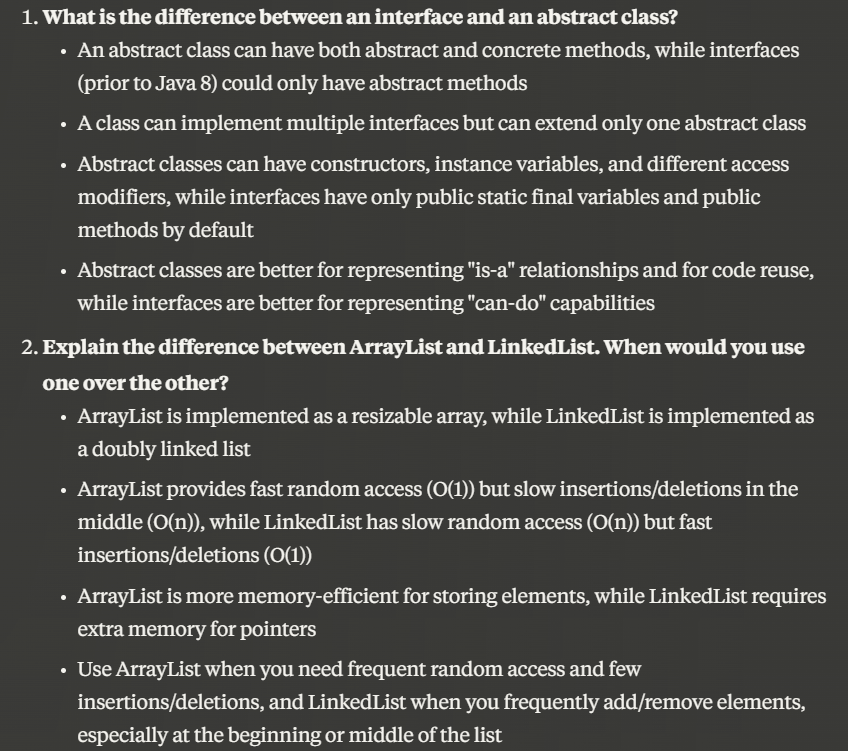 1. What is the difference between an interface and an abstract class?
• An abstract class can have both abstract and concrete methods, while interfaces
(prior to Java 8) could only have abstract methods
• A class can implement multiple interfaces but can extend only one abstract class
• Abstract classes can have constructors, instance variables, and different access
modifiers, while interfaces have only public static final variables and public
methods by default
• Abstract classes are better for representing "is-a" relationships and for code reuse,
while interfaces are better for representing "can-do" capabilities
2. Explain the difference between ArrayList and LinkedList. When would you use
one over the other?
• ArrayList is implemented as a resizable array, while LinkedList is implemented as
a doubly linked list
• ArrayList provides fast random access (O(1)) but slow insertions/deletions in the
middle (O(n)), while LinkedList has slow random access (O(n)) but fast
insertions/deletions (O(1))
• ArrayList is more memory-efficient for storing elements, while LinkedList requires
extra memory for pointers
• Use ArrayList when you need frequent random access and few
insertions/deletions, and LinkedList when you frequently add/remove elements,
especially at the beginning or middle of the list